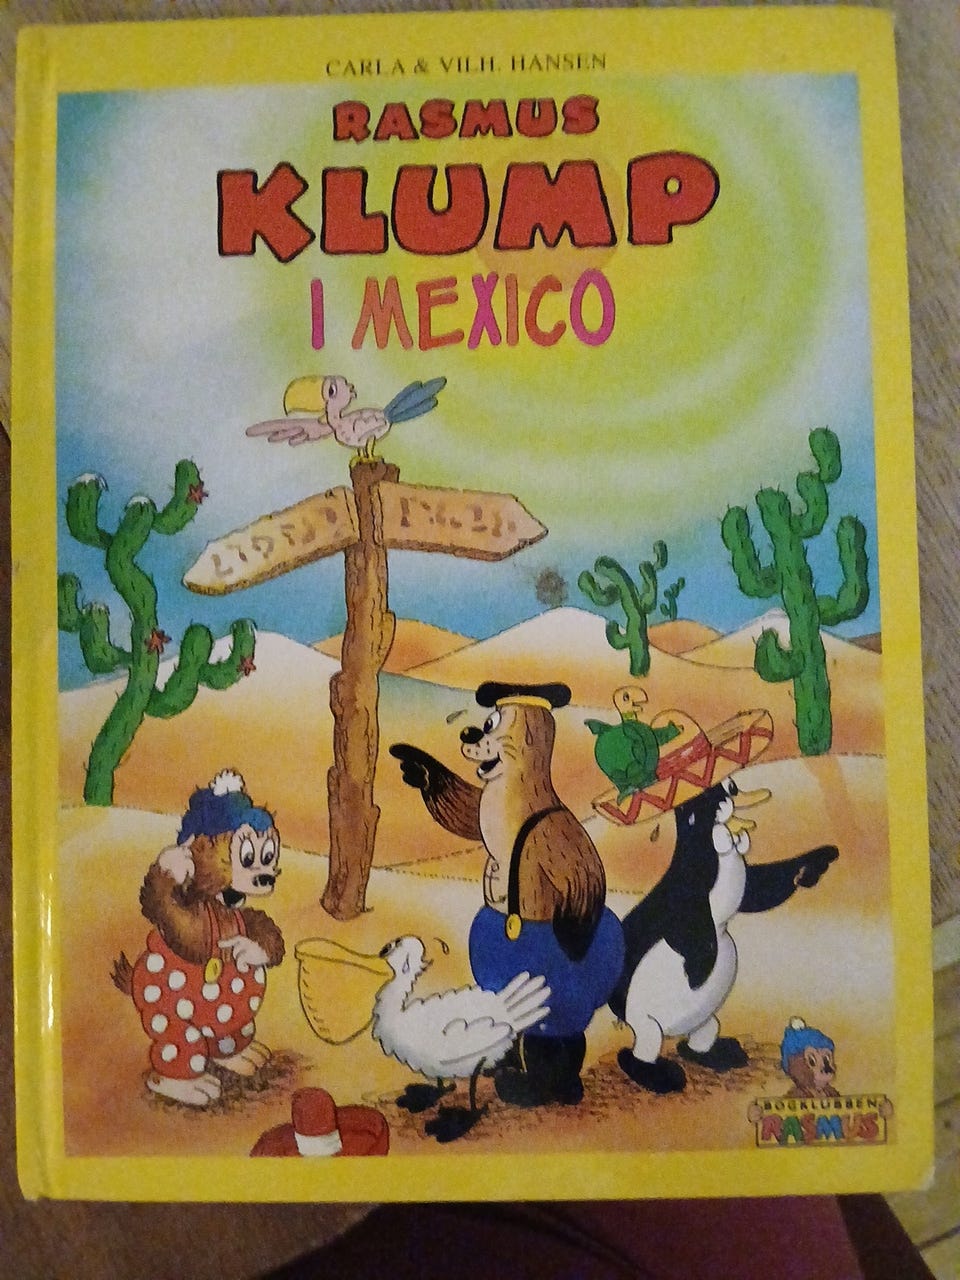 CARLA & VILH. HANSEN
RASMUS
KLUMP
I MEXICO
BOGKLUBBEN
RASMUS